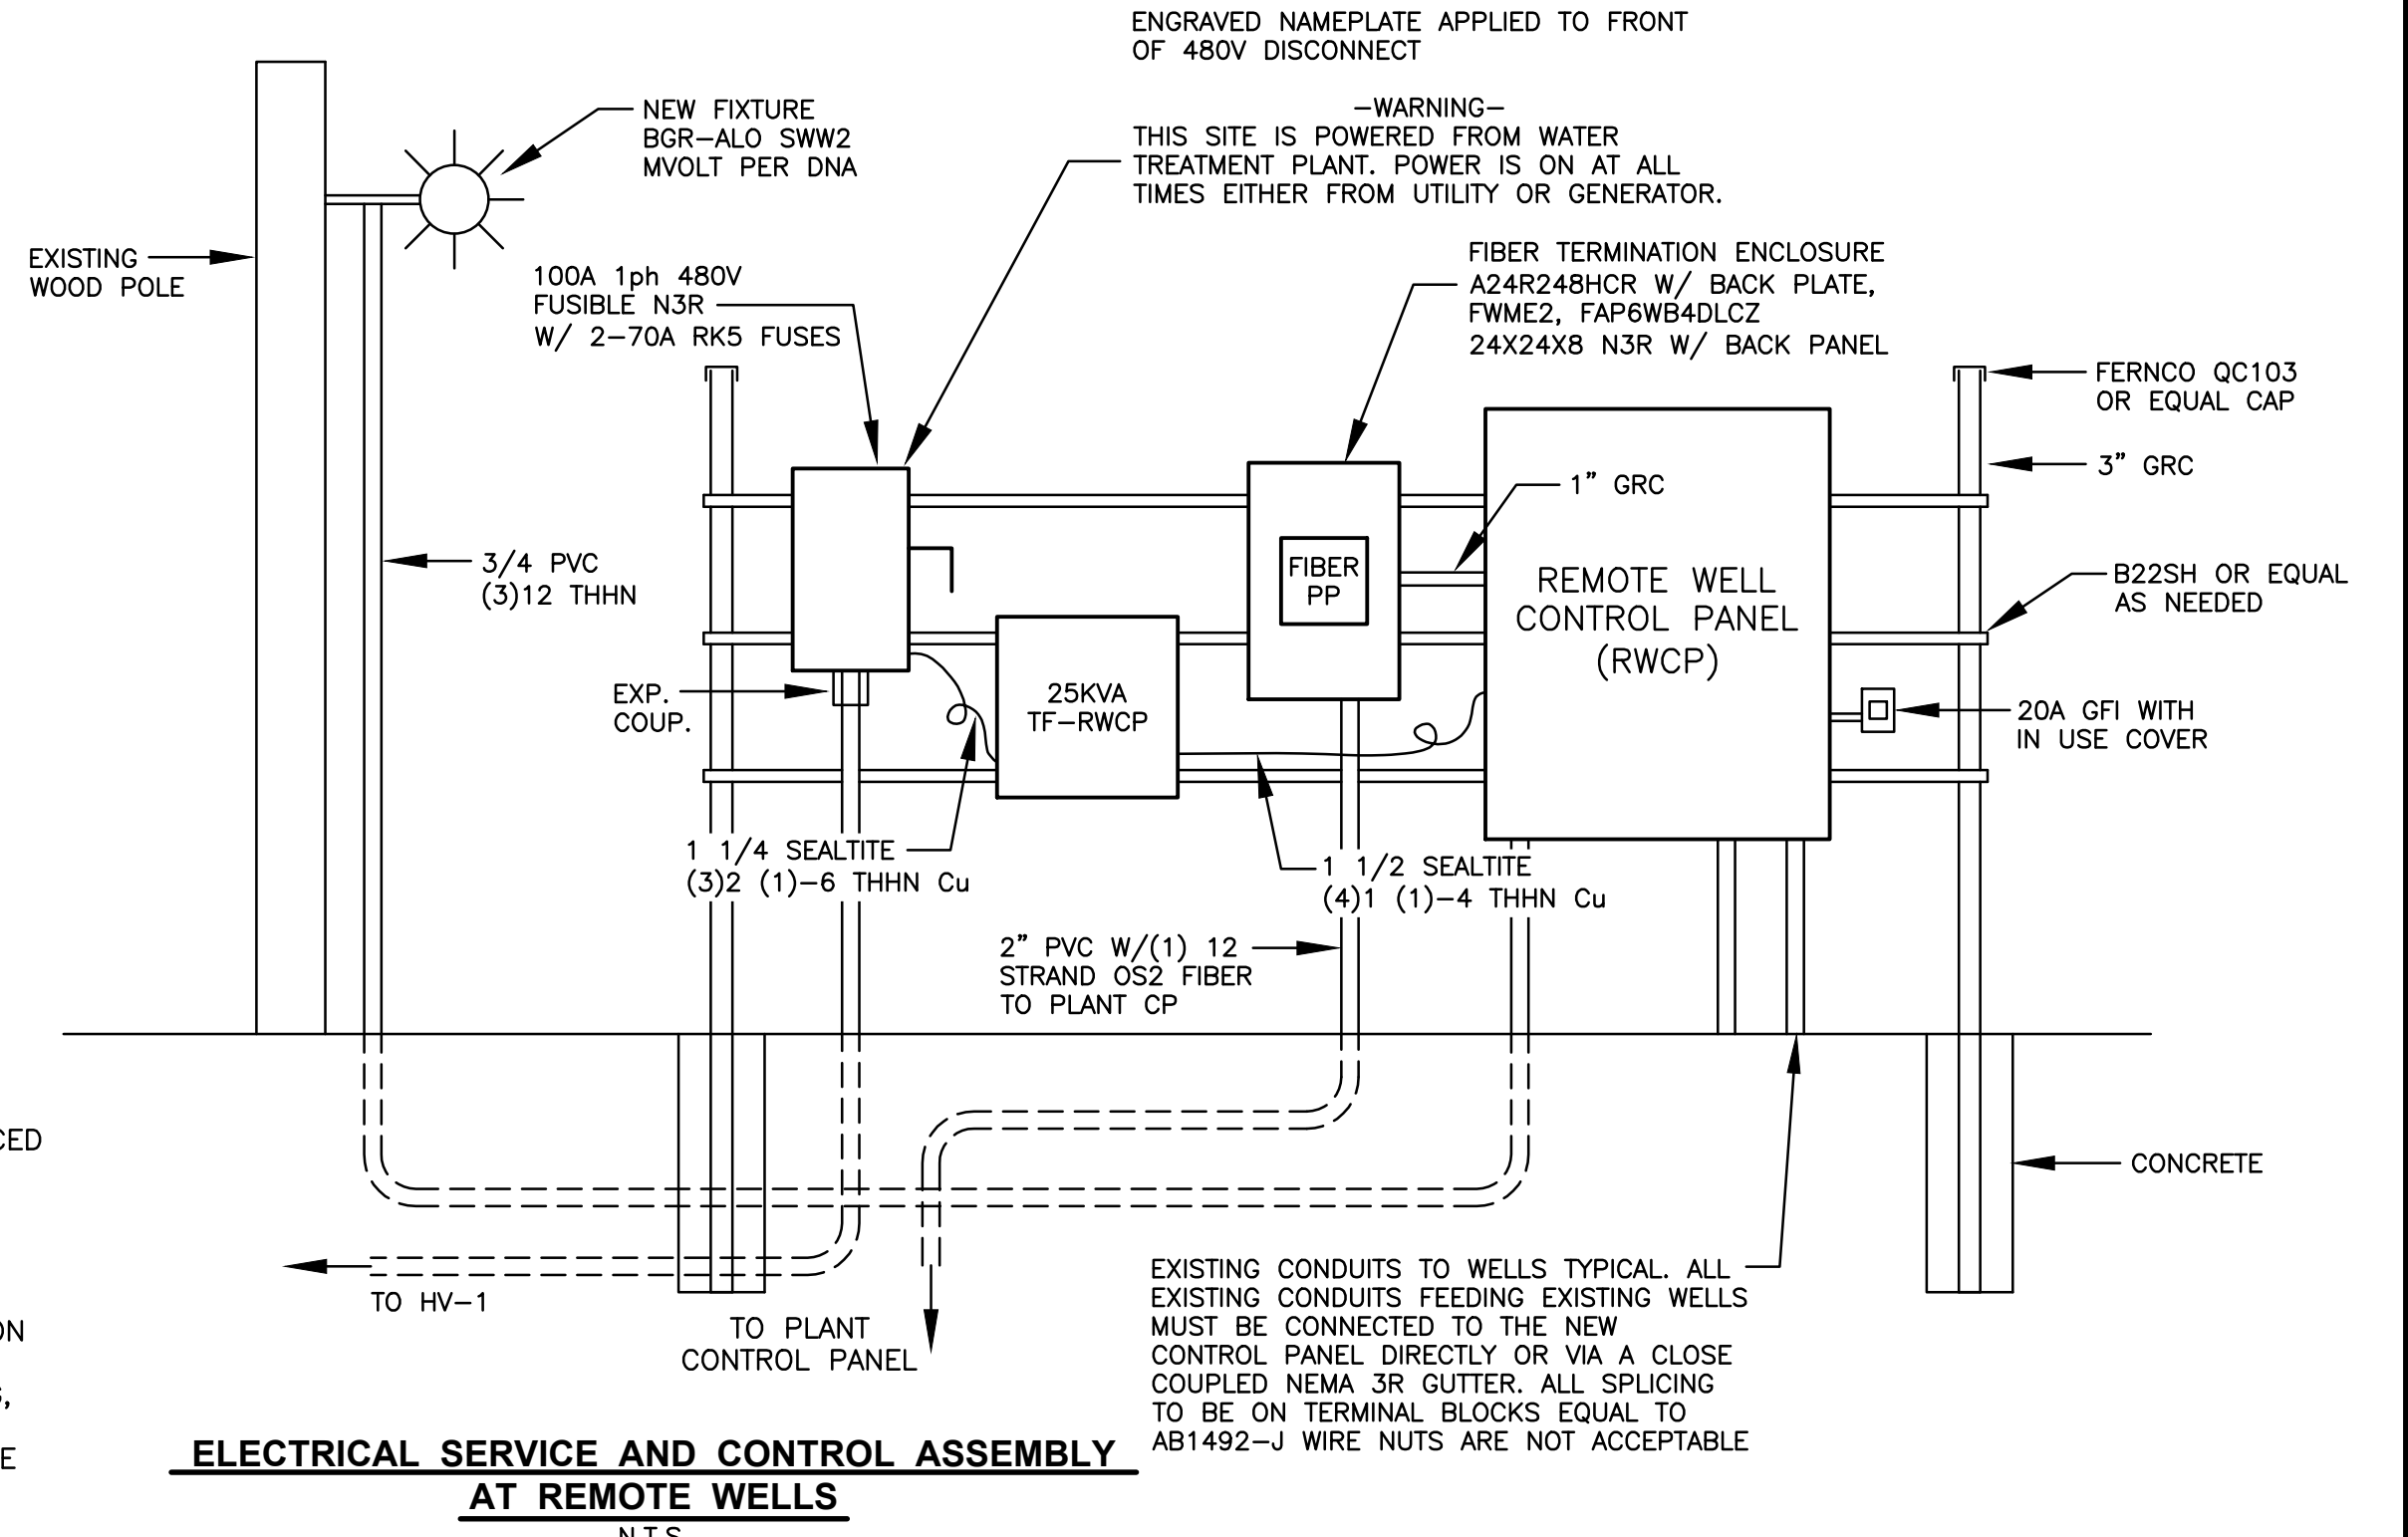 ENGRAVED NAMEPLATE APPLIED TO FRONT
OF 480V DISCONNECT
-WARNING-
THIS SITE IS POWERED FROM WATER
TREATMENT PLANT. POWER IS ON AT ALL
TIMES EITHER FROM UTILITY OR GENERATOR.
NEW FIXTURE
BGR-ALO SWW2
MVOLT PER DNA
EXISTING
WOOD POLE
100A 1ph 480V
FUSIBLE N3R
W/ 2-70A RK5 FUSES
FIBER TERMINATION ENCLOSURE
A24R248HCR W/ BACK PLATE,
FWME2, FAP6WB4DLCZ
24X24X8 N3R W/ BACK PANEL
FERNCO QC103
OR EQUAL CAP
3" GRC
1" GRC
3/4 PVC
(3)12 THHN
FIBER
PP
REMOTE WELL
CONTROL PANEL
(RWCP)
B22SH OR EQUAL
AS NEEDED
EXP.
COUP.
25KVA
TF-RWCP
20A GFI WITH
IN USE COVER
1 1/4 SEALTITE
(3)2 (1)-6 THHN Cu
1 1/2 SEALTITE
(4)1 (1)-4 THHN Cu
2" PVC W/(1) 12
STRAND OS2 FIBER
TO PLANT CP
CED
CONCRETE
TO HV-1
TO PLANT
CONTROL PANEL
EXISTING CONDUITS TO WELLS TYPICAL. ALL
EXISTING CONDUITS FEEDING EXISTING WELLS
MUST BE CONNECTED TO THE NEW
CONTROL PANEL DIRECTLY OR VIA A CLOSE
COUPLED NEMA 3R GUTTER. ALL SPLICING
TO BE ON TERMINAL BLOCKS EQUAL TO
AB1492-J WIRE NUTS ARE NOT ACCEPTABLE
ON
E
ELECTRICAL SERVICE AND CONTROL ASSEMBLY
AT REMOTE WELLS
N.T.S.